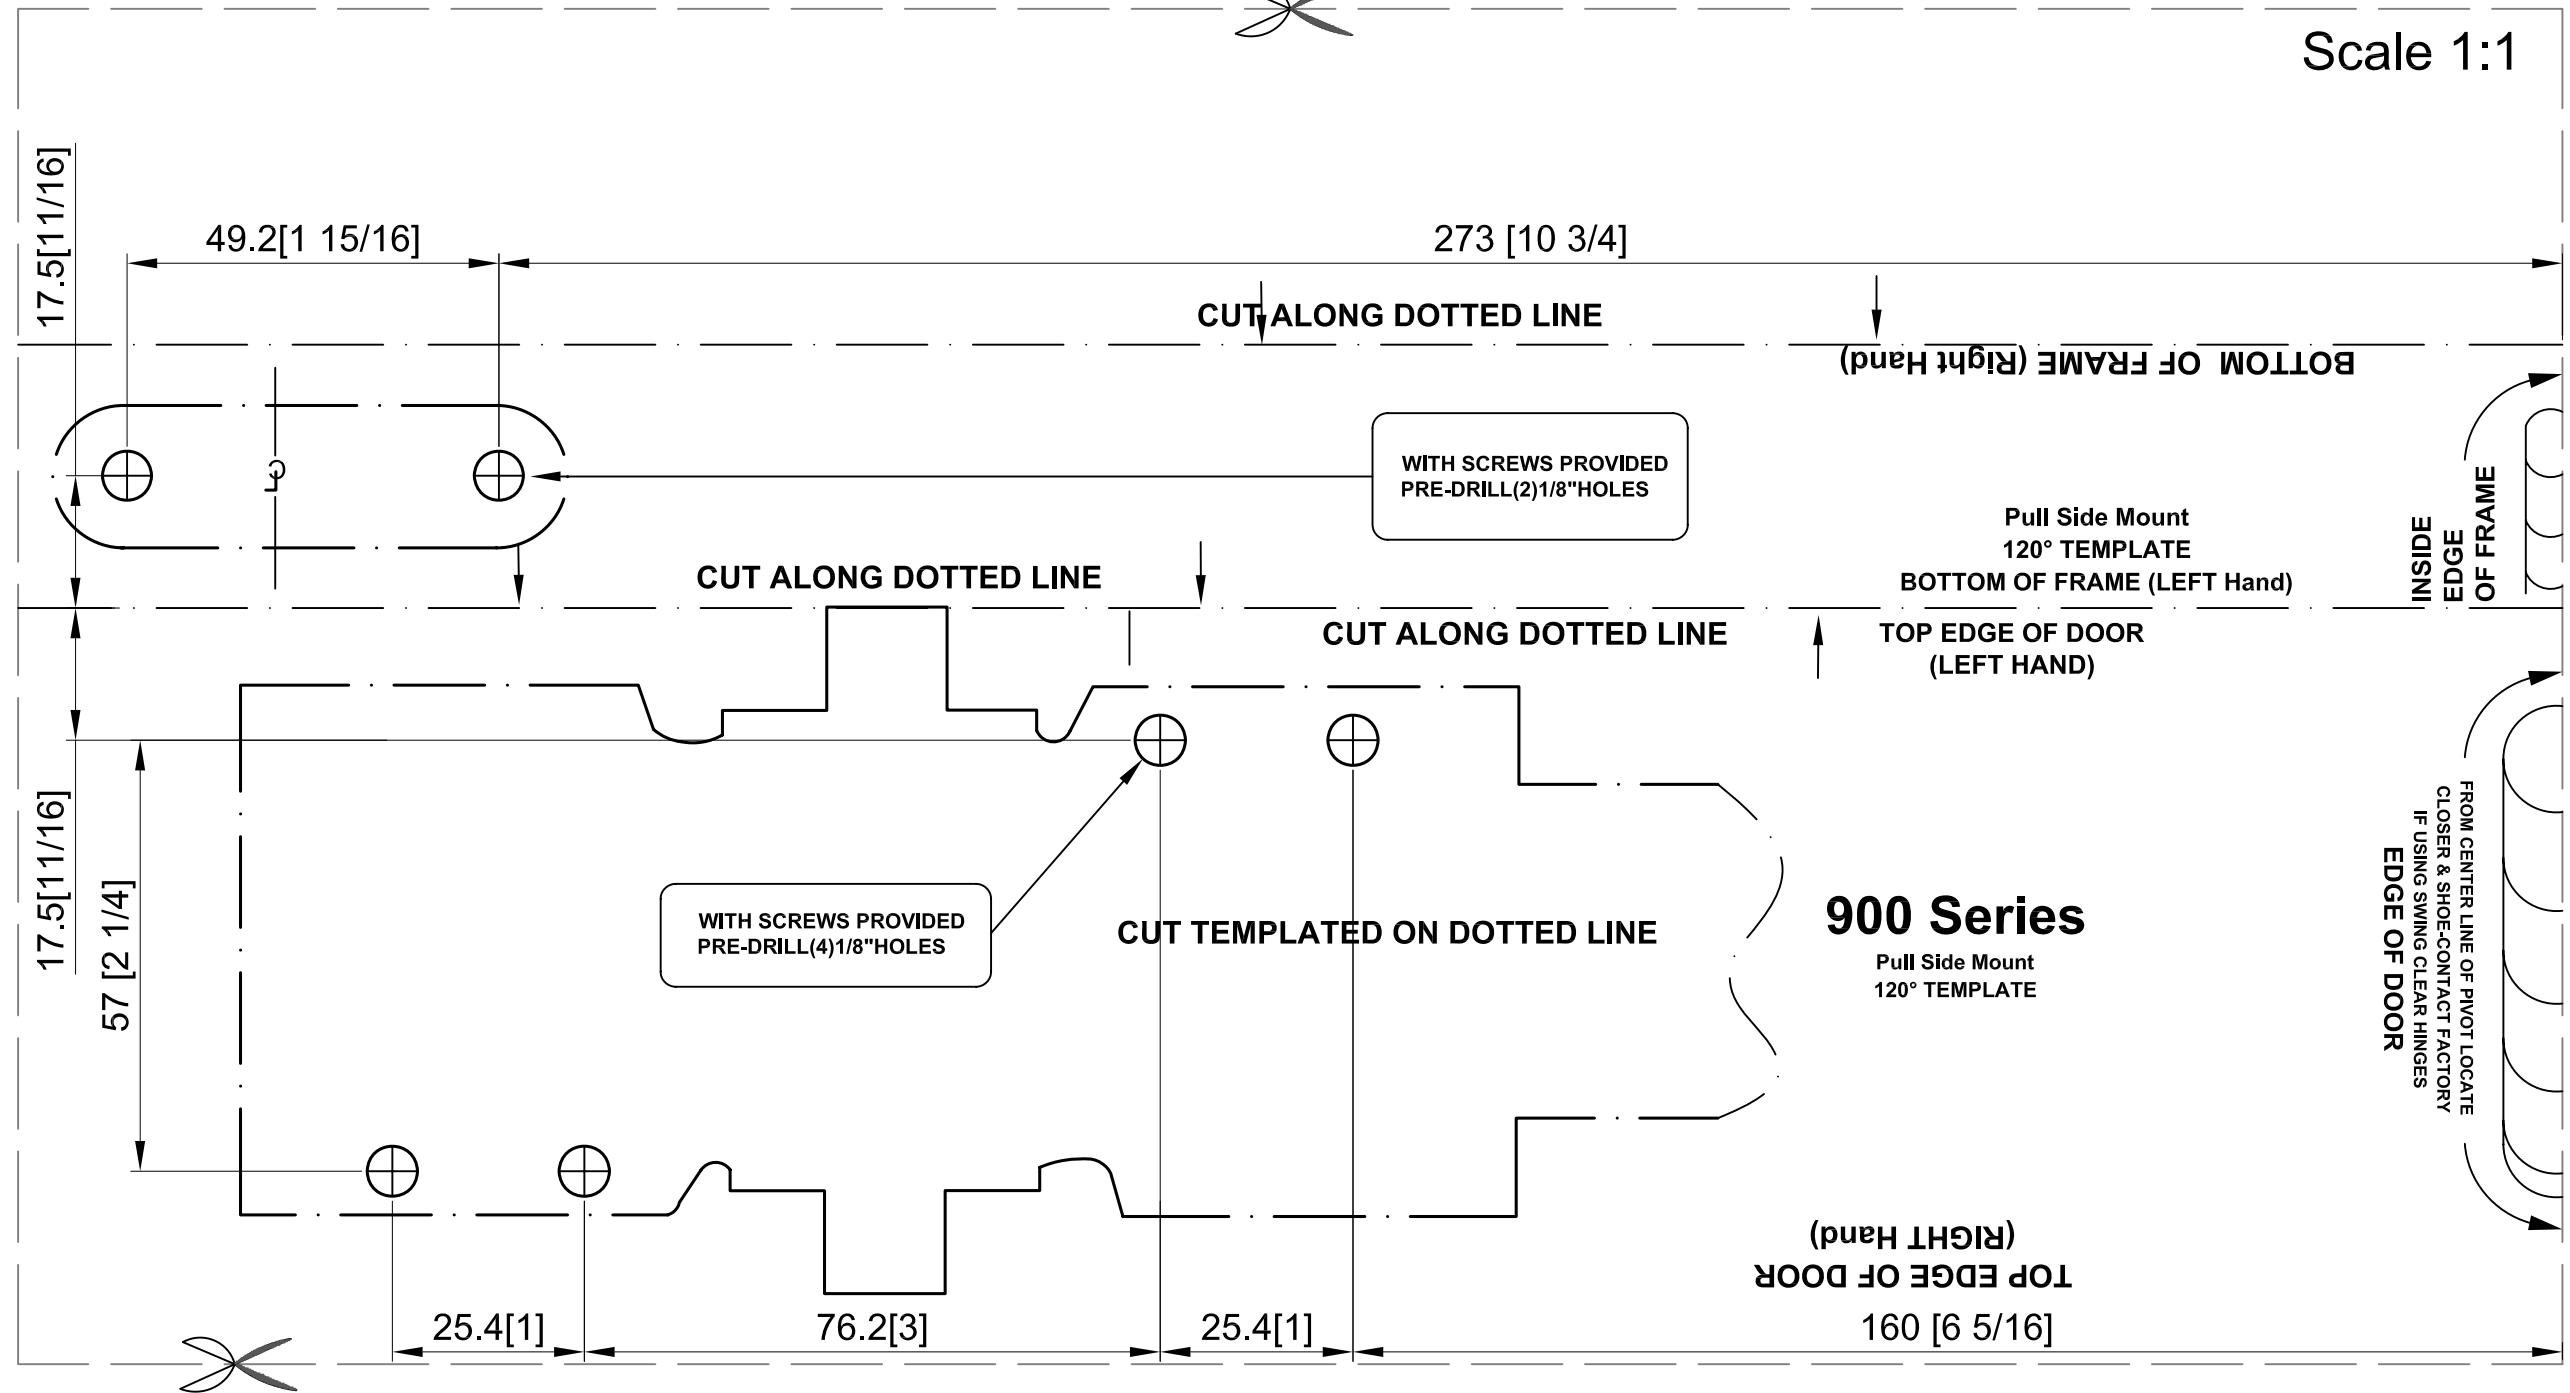 Scale 1:1
17.5[11/16]
49.2[1 15/16]
273 [10 3/4]
CUT ALONG DOTTED LINE
BOTTOM OF FRAME (Right Hand)
WITH SCREWS PROVIDED
PRE-DRILL(2)1/8"HOLES
Pull Side Mount
120° TEMPLATE
BOTTOM OF FRAME (LEFT Hand)
INSIDE
EDGE
OF FRAME
CUT ALONG DOTTED LINE
CUT ALONG DOTTED LINE
TOP EDGE OF DOOR
(LEFT HAND)
17.5[11/16]
57 [2 1/4]
WITH SCREWS PROVIDED
PRE-DRILL(4)1/8"HOLES
CUT TEMPLATED ON DOTTED LINE
900 Series
Pull Side Mount
120° TEMPLATE
EDGE OF DOOR
FROM CENTER LINE OF PIVOT LOCATE
CLOSER & SHOE-CONTACT FACTORY
IF USING SWING CLEAR HINGES
TOP EDGE OF DOOR
(RIGHT Hand)
25.4[1]
76.2[3]
25.4[1]
160 [6 5/16]